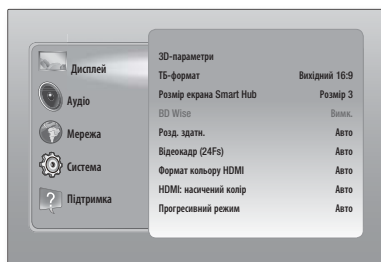 Дисплей
Аудіо
Мережа
Система
Підтримка
3D-параметри
ТБ-формат Вихідний 16:9
Розмір екрана Smart Hub Розмір 3
BD Wise Вимк.
Розд. здатн. Авто
Відеокадр (24Fs) Авто
Формат кольору HDMI Авто
HDMI: насичений колір Авто
Прогресивний режим Авто